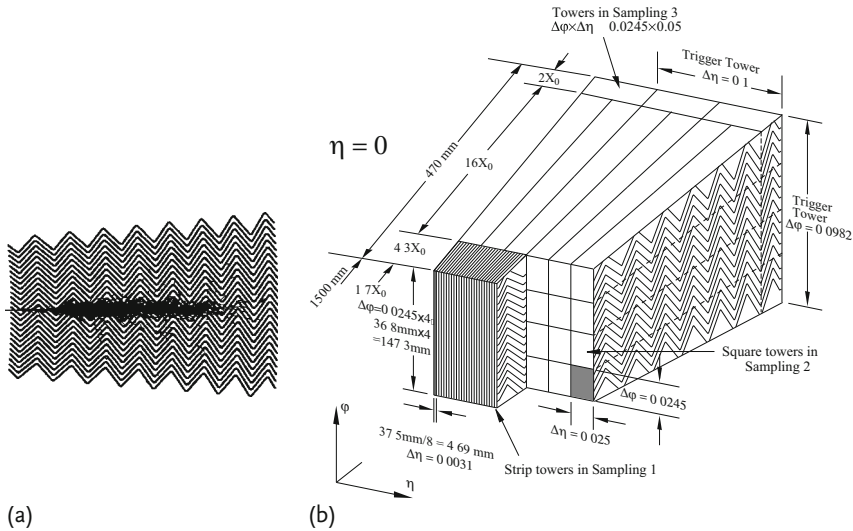 Towers in Sampling 3
Δφ×Δη 0.0245×0.05
Trigger
Tower
Δη = 0 1
2X₀
η = 0
470 mm
16X₀
Trigger
Tower
Δφ = 0 0982
4 3X₀
1500 mm
1 7X₀
Δφ=0 0245x4
36 8mmx4
=147 3mm
Square towers in
Sampling 2
Δφ = 0 0245
Δη = 0 025
37 5mm/8 = 4 69 mm
Δη = 0 0031
Strip towers in Sampling 1
φ
η
(a)
(b)